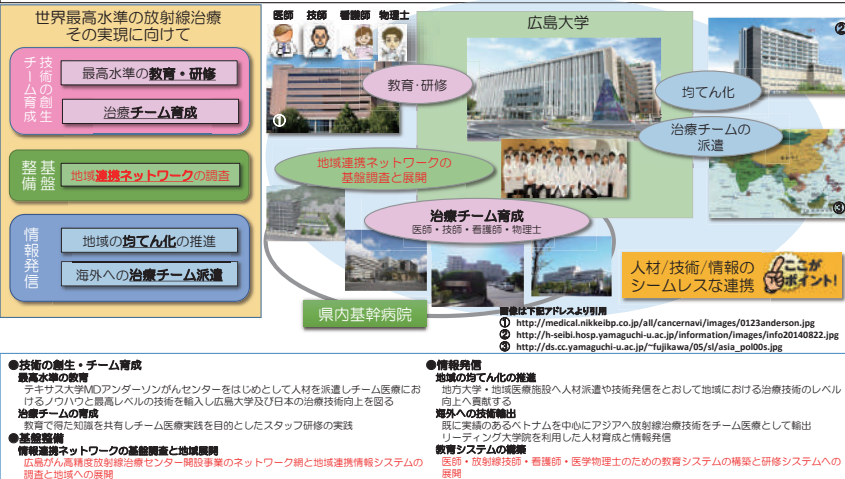 世界最高水準の放射線治療
その実現に向けて
技術の創生
チーム育成
最高水準の教育・研修
治療チーム育成
基盤
整備
地域連携ネットワークの調査
情報発信
地域の均てん化の推進
海外への治療チーム派遣
医師 技師 看護師 物理士
①
教育・研修
広島大学
②
均てん化
治療チームの
派遣
③
地域連携ネットワークの
基盤調査と展開
治療チーム育成
医師・技師・看護師・物理士
県内基幹病院
人材/技術/情報の
シームレスな連携
ここが
ポイント!
画像は下記アドレスより引用
① http://medical.nikkeibp.co.jp/all/cancernavi/images/0123anderson.jpg
② http://h-seibi.hosp.yamaguchi-u.ac.jp/information/images/info20140822.jpg
③ http://ds.cc.yamaguchi-u.ac.jp/~fujikawa/05/sl/asia_pol00s.jpg
●技術の創生・チーム育成
最高水準の教育
テキサス大学MDアンダーソンがんセンターをはじめとして人材を派遣しチーム医療にお
けるノウハウと最高レベルの技術を輸入し広島大学及び日本の治療技術向上を図る
治療チームの育成
教育で得た知識を共有しチーム医療実践を目的としたスタッフ研修の実践
●基盤整備
情報連携ネットワークの基盤調査と地域展開
広島がん高精度放射線治療センター開設事業のネットワーク網と地域連携情報システムの
調査と地域への展開
●情報発信
地域の均てん化の推進
地方大学・地域医療施設へ人材派遣や技術発信をとおして地域における治療技術のレベル
向上へ貢献する
海外への技術輸出
既に実績のあるベトナムを中心にアジアへ放射線治療技術をチーム医療として輸出
リーディング大学院を利用した人材育成と情報発信
教育システムの構築
医師・放射線技師・看護師・医学物理士のための教育システムの構築と研修システムへの
展開